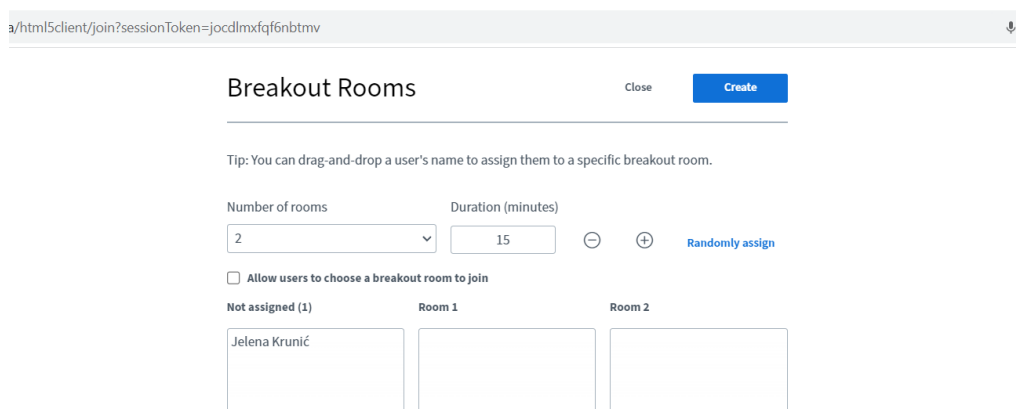 a/html5client/join?sessionToken=jocdlmxfqf6nbtmv
Breakout Rooms
Close
Create
Tip: You can drag-and-drop a user's name to assign them to a specific breakout room.
Number of rooms
Duration (minutes)
2
15
Randomly assign
Allow users to choose a breakout room to join
Not assigned (1)
Room 1
Room 2
Jelena Krunić